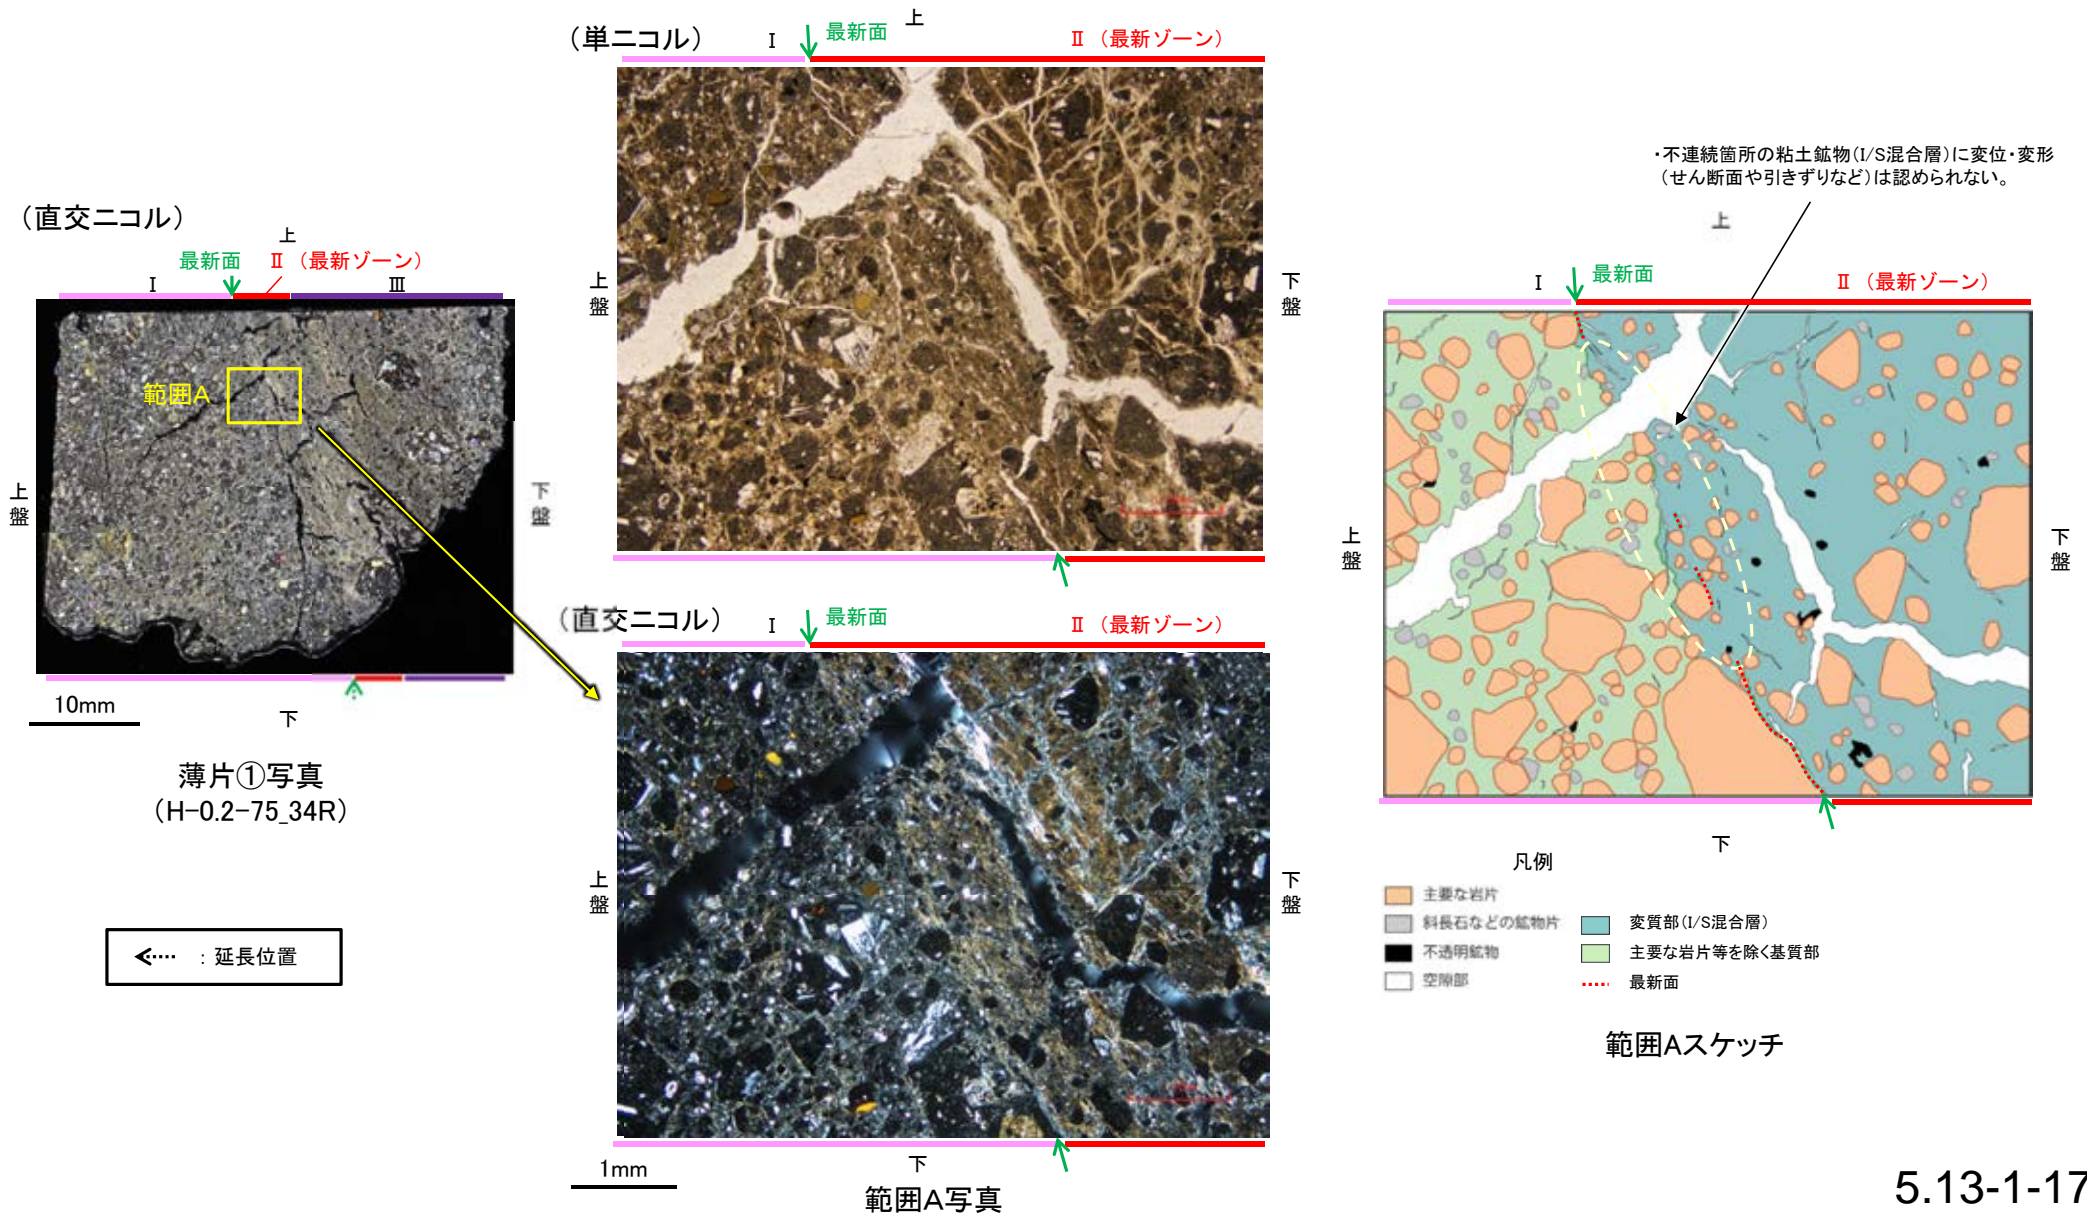 （直交ニコル）
上
最新面
Ⅱ （最新ゾーン）
Ⅰ
Ⅲ
範囲A
上盤
下盤
10mm
下
薄片①写真
（H-0.2-75_34R）
：延長位置
（単ニコル）
Ⅰ
最新面
上
Ⅱ （最新ゾーン）
上盤
下盤
（直交ニコル）
Ⅰ
最新面
Ⅱ （最新ゾーン）
上盤
下盤
1mm
下
範囲A写真
・不連続箇所の粘土鉱物（I/S混合層）に変位・変形
（せん断面や引きずりなど）は認められない。
上
Ⅰ
最新面
Ⅱ （最新ゾーン）
上盤
下盤
下
凡例
主要な岩片
斜長石などの鉱物片
不透明鉱物
空隙部
変質部（I/S混合層）
主要な岩片等を除く基質部
最新面
範囲Aスケッチ
5.13-1-17